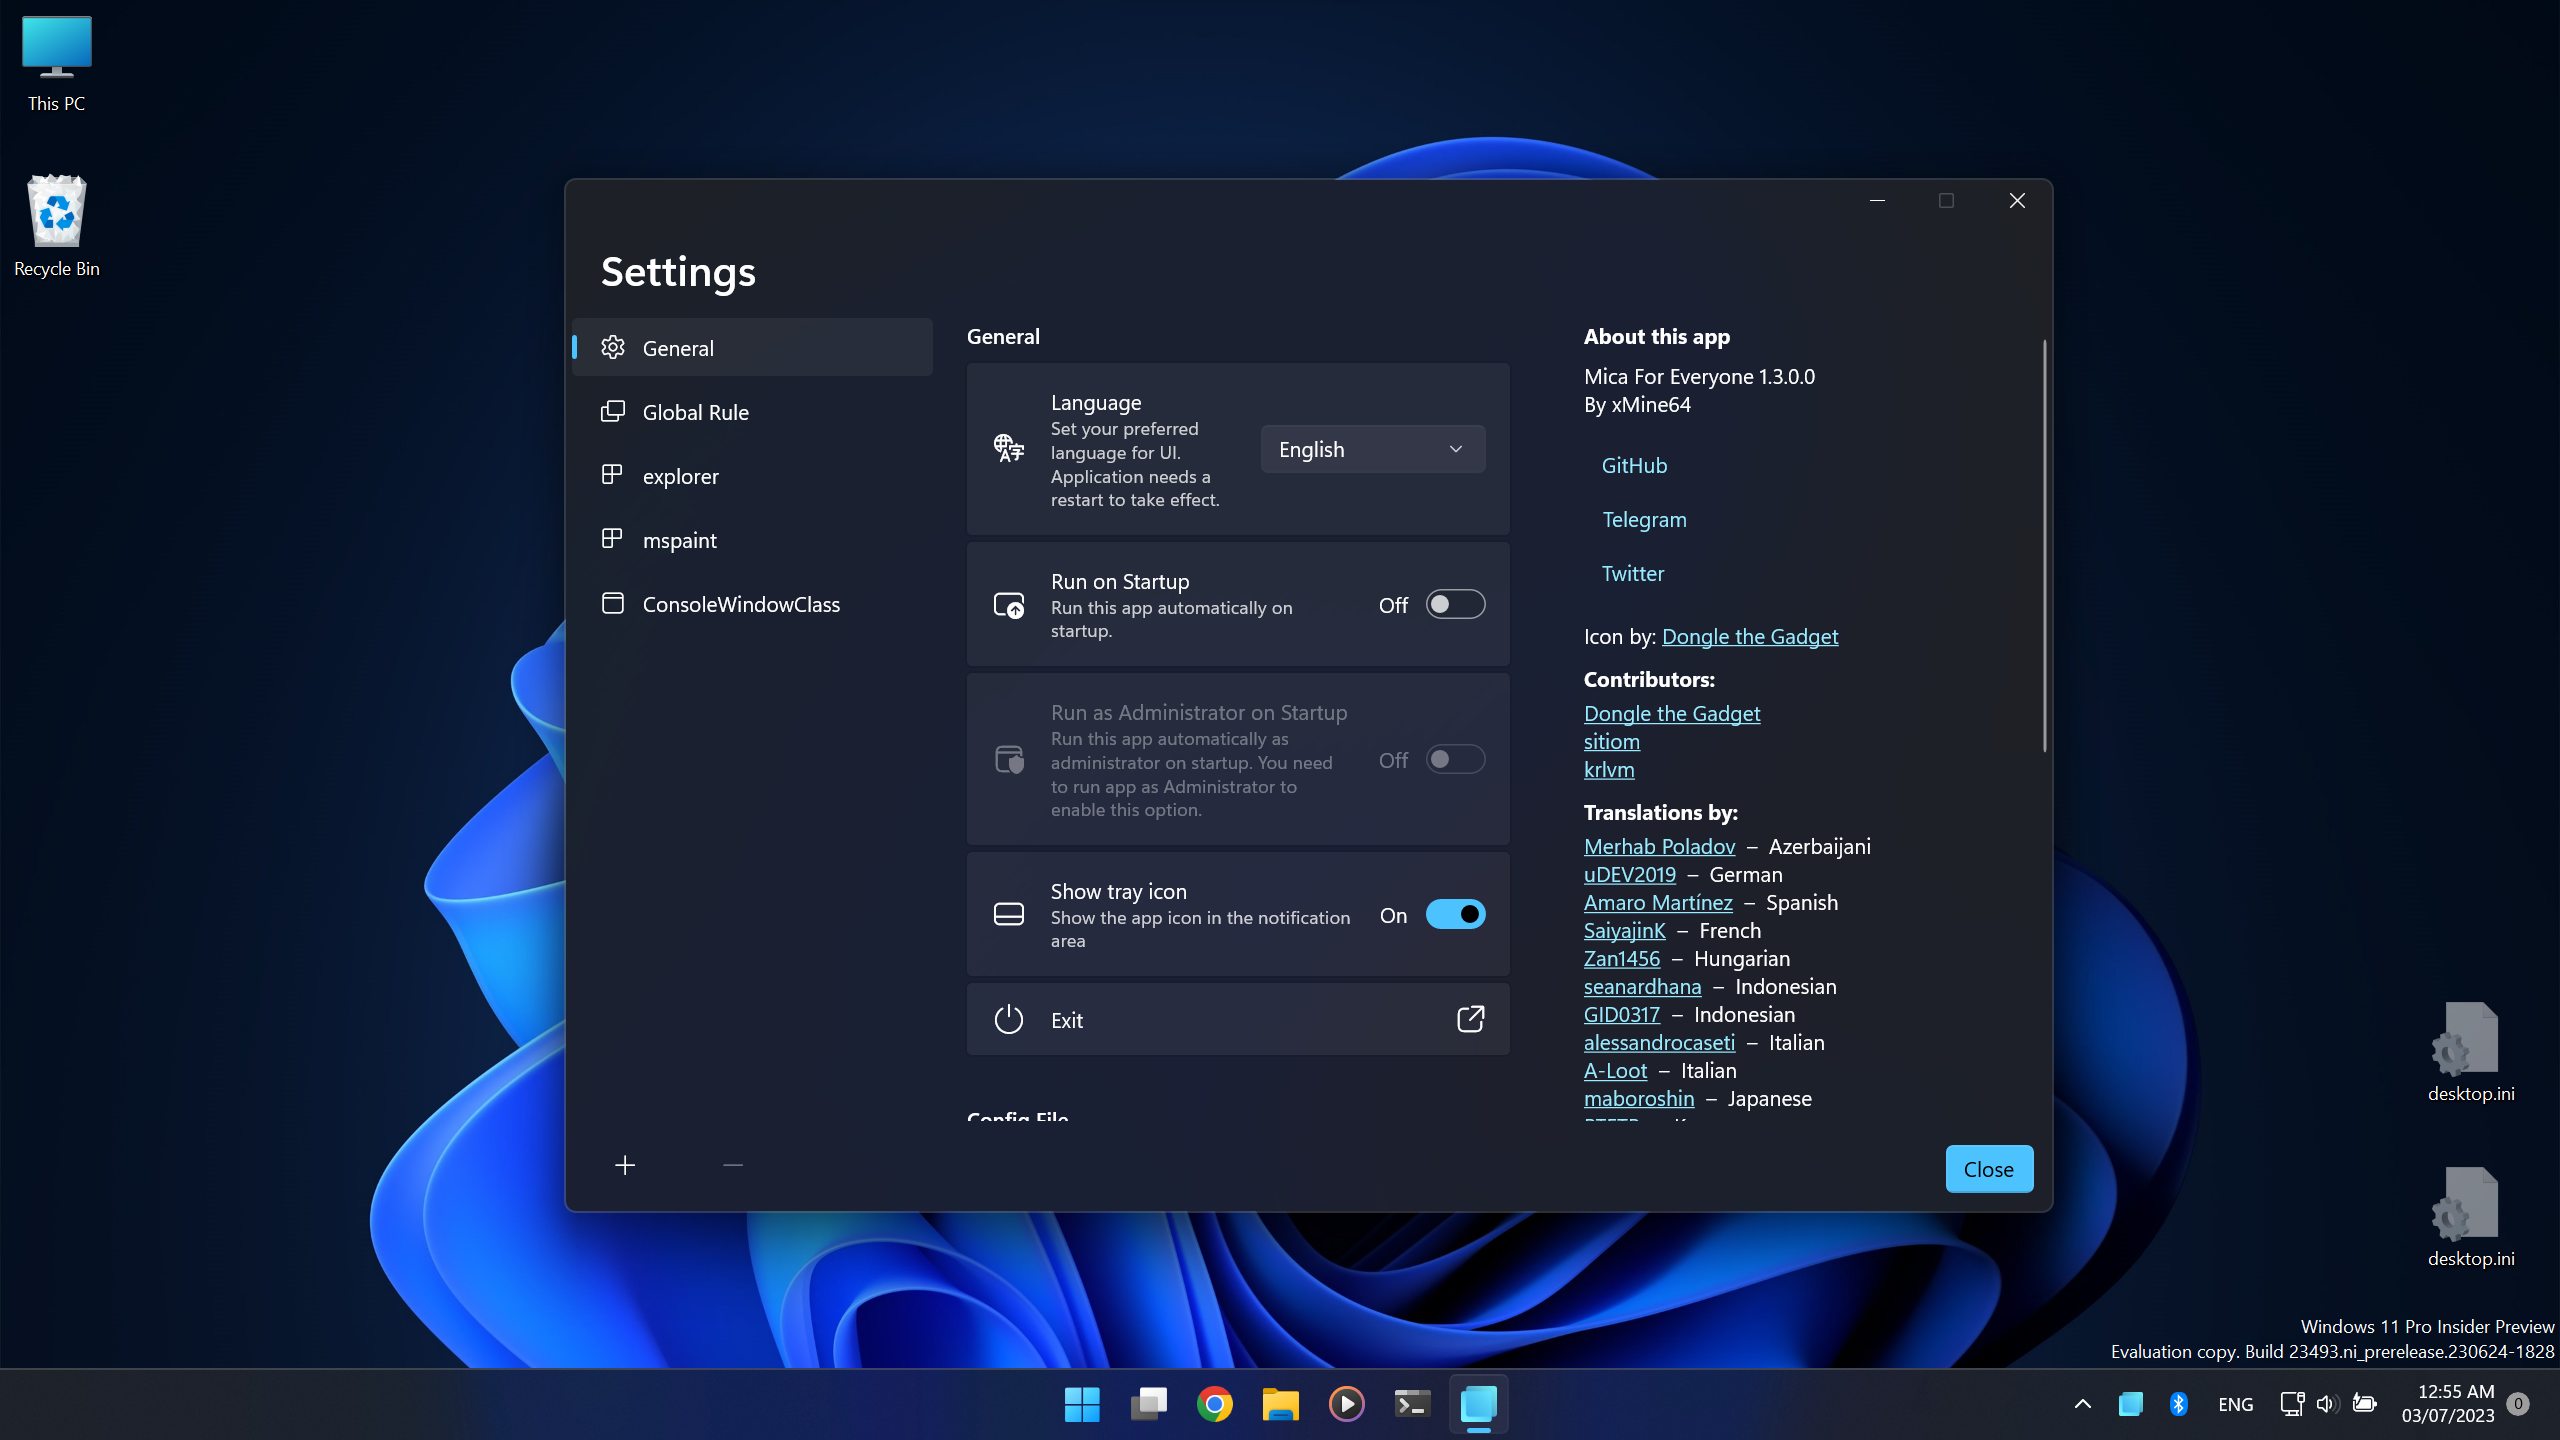 This PC
Recycle Bin
Settings
General
Global Rule
explorer
mspaint
ConsoleWindowClass
General
Language
Set your preferred
language for UI.
Application needs a
restart to take effect.
English
Run on Startup
Run this app automatically on
startup.
Off
Run as Administrator on Startup
Run this app automatically as
administrator on startup. You need
to run app as Administrator to
enable this option.
Off
Show tray icon
Show the app icon in the notification
area
On
Exit
Config File
About this app
Mica For Everyone 1.3.0.0
By xMine64
GitHub
Telegram
Twitter
Icon by: Dongle the Gadget
Contributors:
Dongle the Gadget
sitiom
krlvm
Translations by:
Merhab Poladov – Azerbaijani
uDEV2019 – German
Amaro Martínez – Spanish
SaiyajinK – French
Zan1456 – Hungarian
seanardhana – Indonesian
GID0317 – Indonesian
alessandrocaseti – Italian
A-Loot – Italian
maboroshin – Japanese
Close
desktop.ini
desktop.ini
Windows 11 Pro Insider Preview
Evaluation copy. Build 23493.ni_prerelease.230624-1828
ENG
12:55 AM
03/07/2023
0